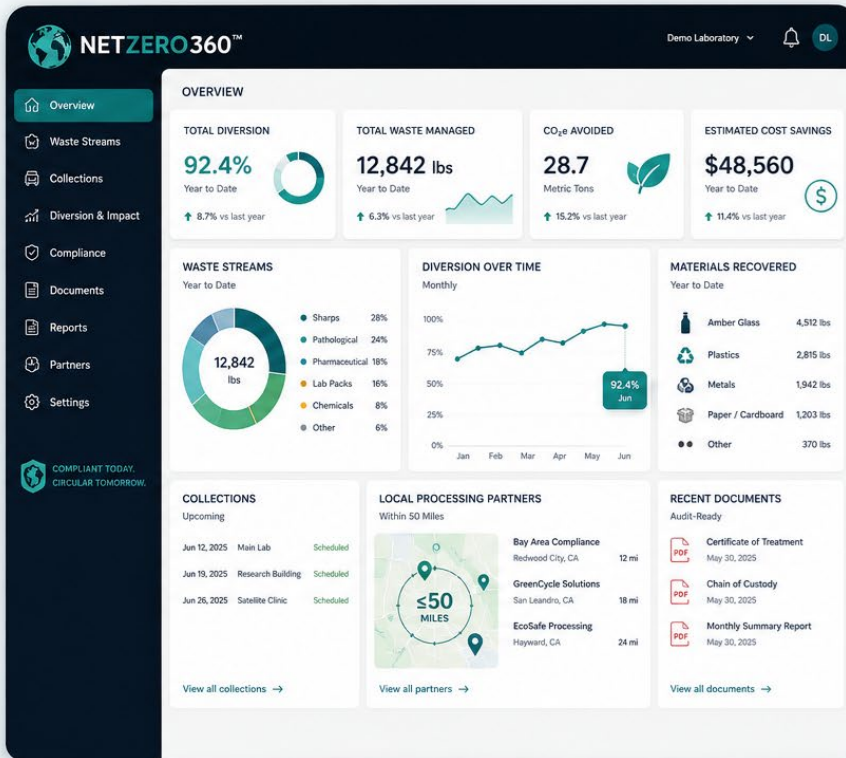 NETZERO360™
Demo Laboratory
DL
Overview
Waste Streams
Collections
Diversion & Impact
Compliance
Documents
Reports
Partners
Settings
COMPLIANT TODAY.
CIRCULAR TOMORROW.
OVERVIEW
TOTAL DIVERSION
92.4%
Year to Date
8.7% vs last year
TOTAL WASTE MANAGED
12,842 lbs
Year to Date
6.3% vs last year
CO₂e AVOIDED
28.7
Metric Tons
15.2% vs last year
ESTIMATED COST SAVINGS
$48,560
Year to Date
11.4% vs last year
$
WASTE STREAMS
Year to Date
12,842
lbs
Sharps 28%
Pathological 24%
Pharmaceutical 18%
Lab Packs 16%
Chemicals 8%
Other 6%
DIVERSION OVER TIME
Monthly
100%
75%
50%
25%
0%
92.4%
Jun
Jan Feb Mar Apr May Jun
MATERIALS RECOVERED
Year to Date
Amber Glass 4,512 lbs
Plastics 2,815 lbs
Metals 1,942 lbs
Paper / Cardboard 1,203 lbs
Other 370 lbs
COLLECTIONS
Upcoming
Jun 12, 2025 Main Lab Scheduled
Jun 19, 2025 Research Building Scheduled
Jun 26, 2025 Satellite Clinic Scheduled
View all collections →
LOCAL PROCESSING PARTNERS
Within 50 Miles
≤50
MILES
Bay Area Compliance
Redwood City, CA 12 mi
GreenCycle Solutions
San Leandro, CA 18 mi
EcoSafe Processing
Hayward, CA 24 mi
View all partners →
RECENT DOCUMENTS
Audit-Ready
PDF
Certificate of Treatment
May 30, 2025
PDF
Chain of Custody
May 30, 2025
PDF
Monthly Summary Report
May 30, 2025
View all documents →